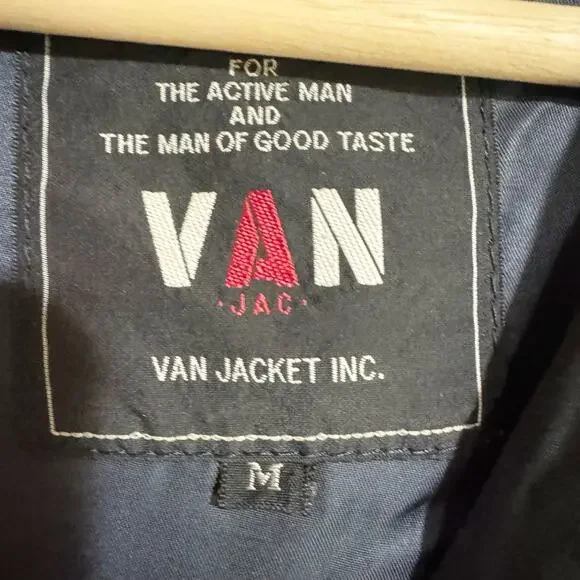 FOR
THE ACTIVE MAN
AND
THE MAN OF GOOD TASTE
VAN
·JAC·
VAN JACKET INC.
M